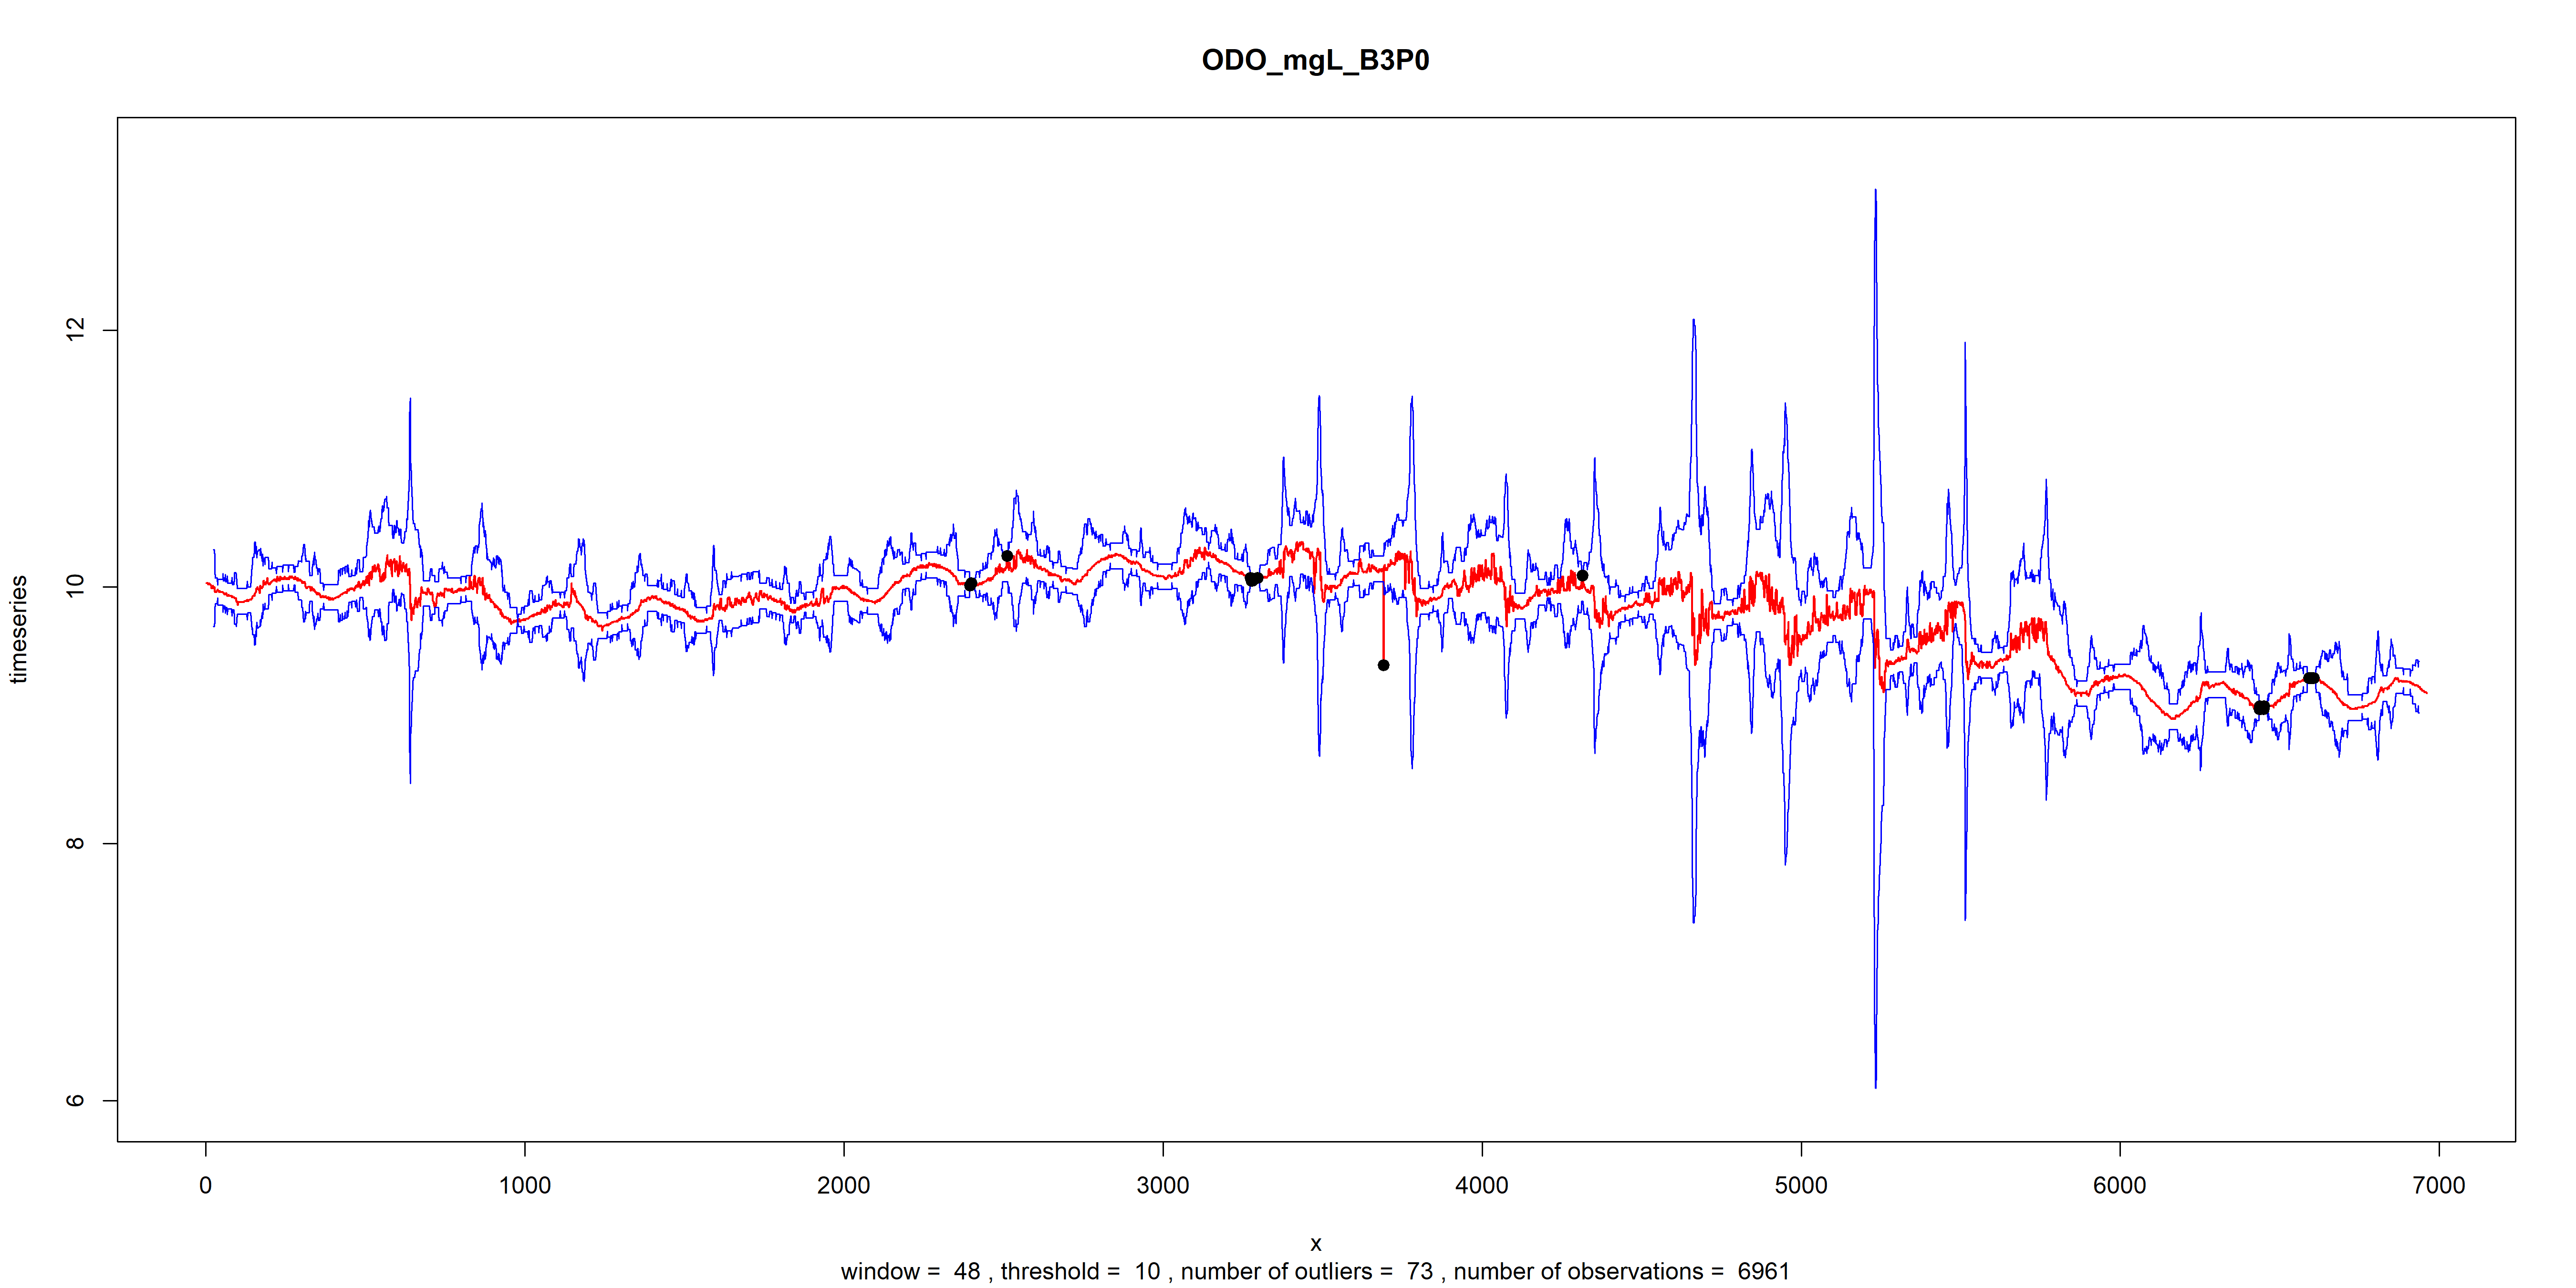 ODO_mgL_B3P0
timeseries
12
10
8
6
0 1000 2000 3000 4000 5000 6000 7000
x
window =  48 , threshold =  10 , number of outliers =  73 , number of observations =  6961